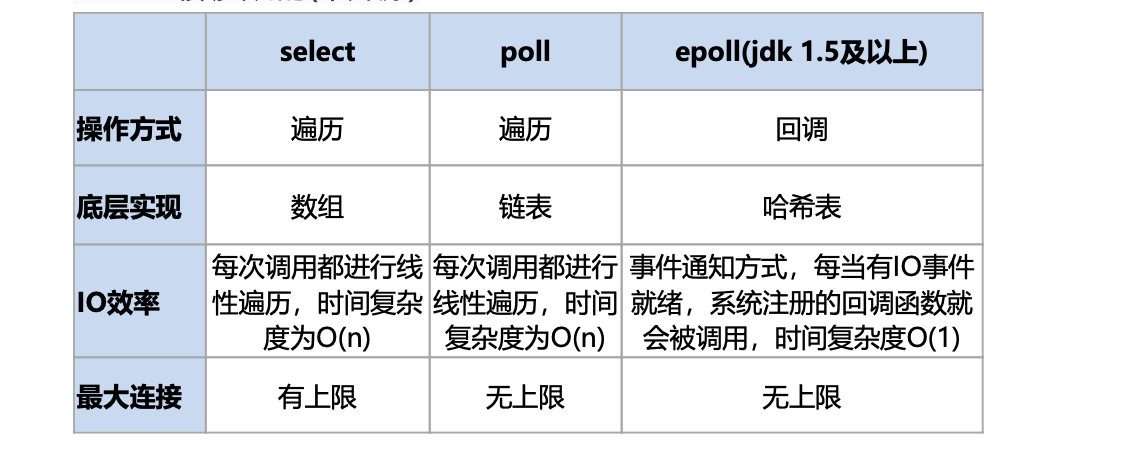 select poll epoll(jdk 1.5及以上)
操作方式 遍历 遍历 回调
底层实现 数组 链表 哈希表
IO效率
每次调用都进行线
性遍历，时间复杂
度为O(n)
每次调用都进行
线性遍历，时间
复杂度为O(n)
事件通知方式，每当有IO事件
就绪，系统注册的回调函数就
会被调用，时间复杂度O(1)
最大连接 有上限 无上限 无上限